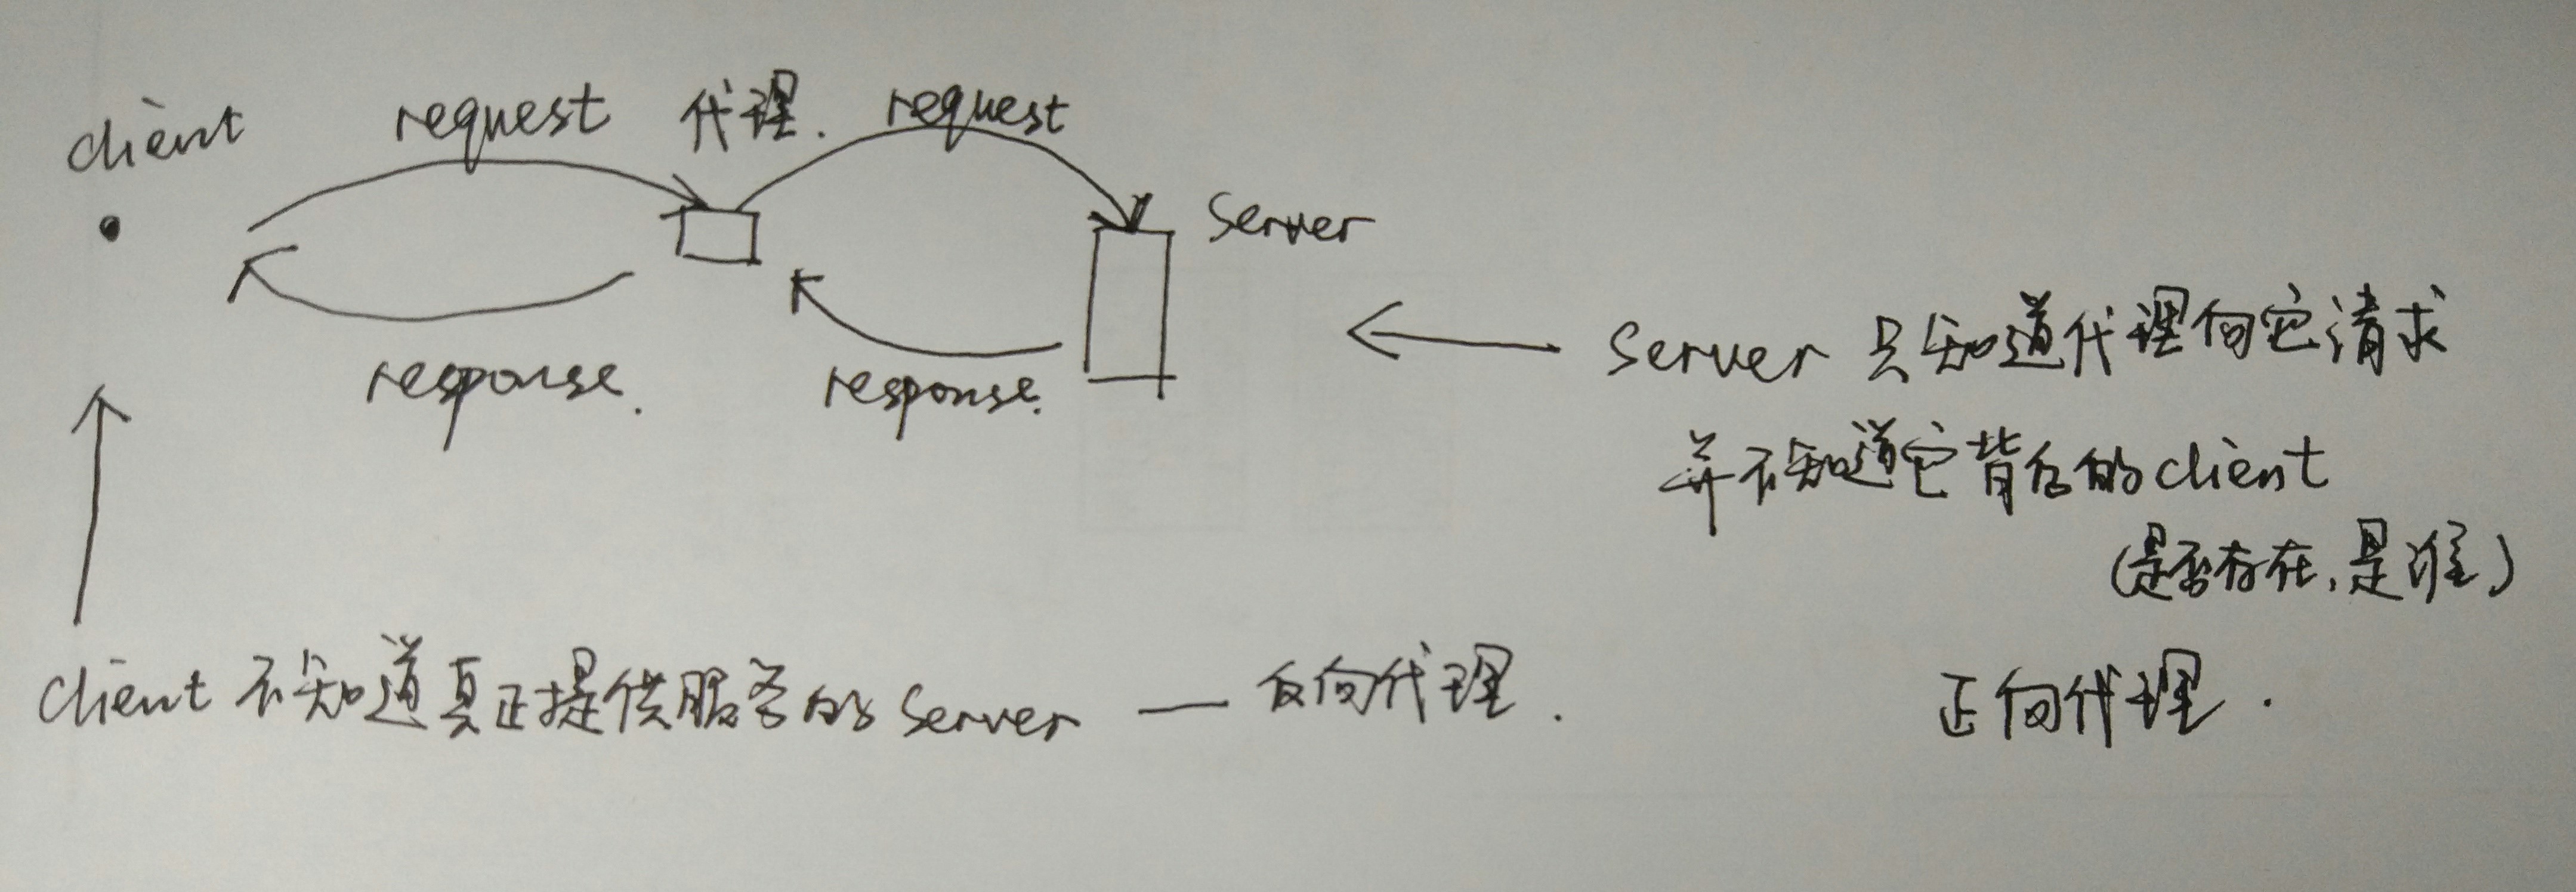 client
request
代理.
request
Server
response.
response.
Server 只知道代理向它请求
并不知道它背后的client
(是否存在,是谁)
client 不知道真正提供服务的 Server — 反向代理.
正向代理.